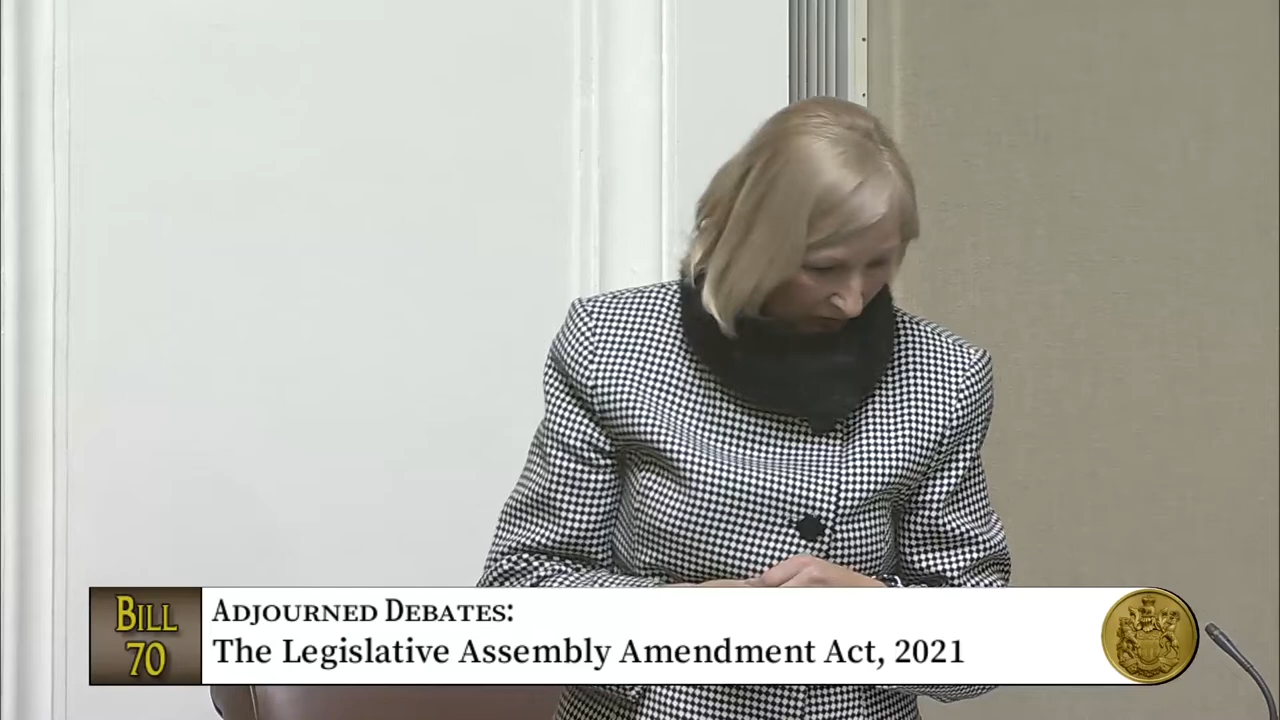 BILL
70
ADJOURNED DEBATES:
The Legislative Assembly Amendment Act, 2021